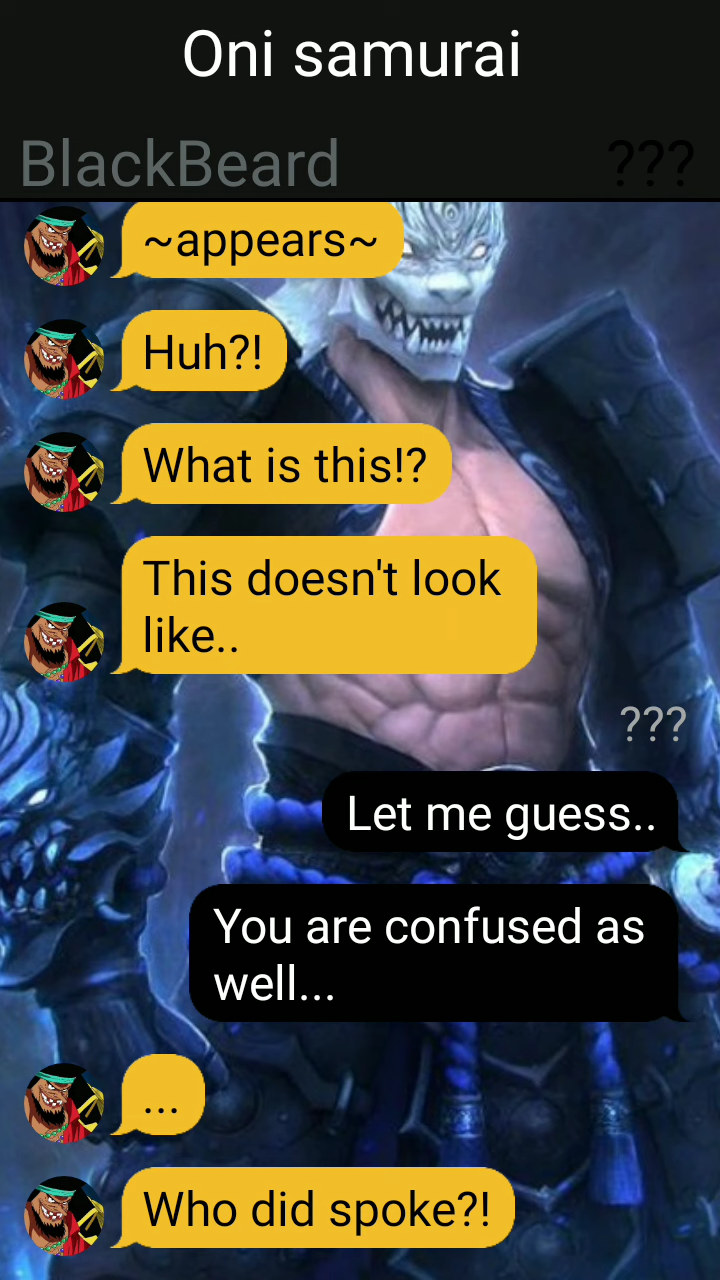 Oni samurai
BlackBeard ???
~appears~
Huh?!
What is this!?
This doesn't look
like..
???
Let me guess..
You are confused as
well...
...
Who did spoke?!